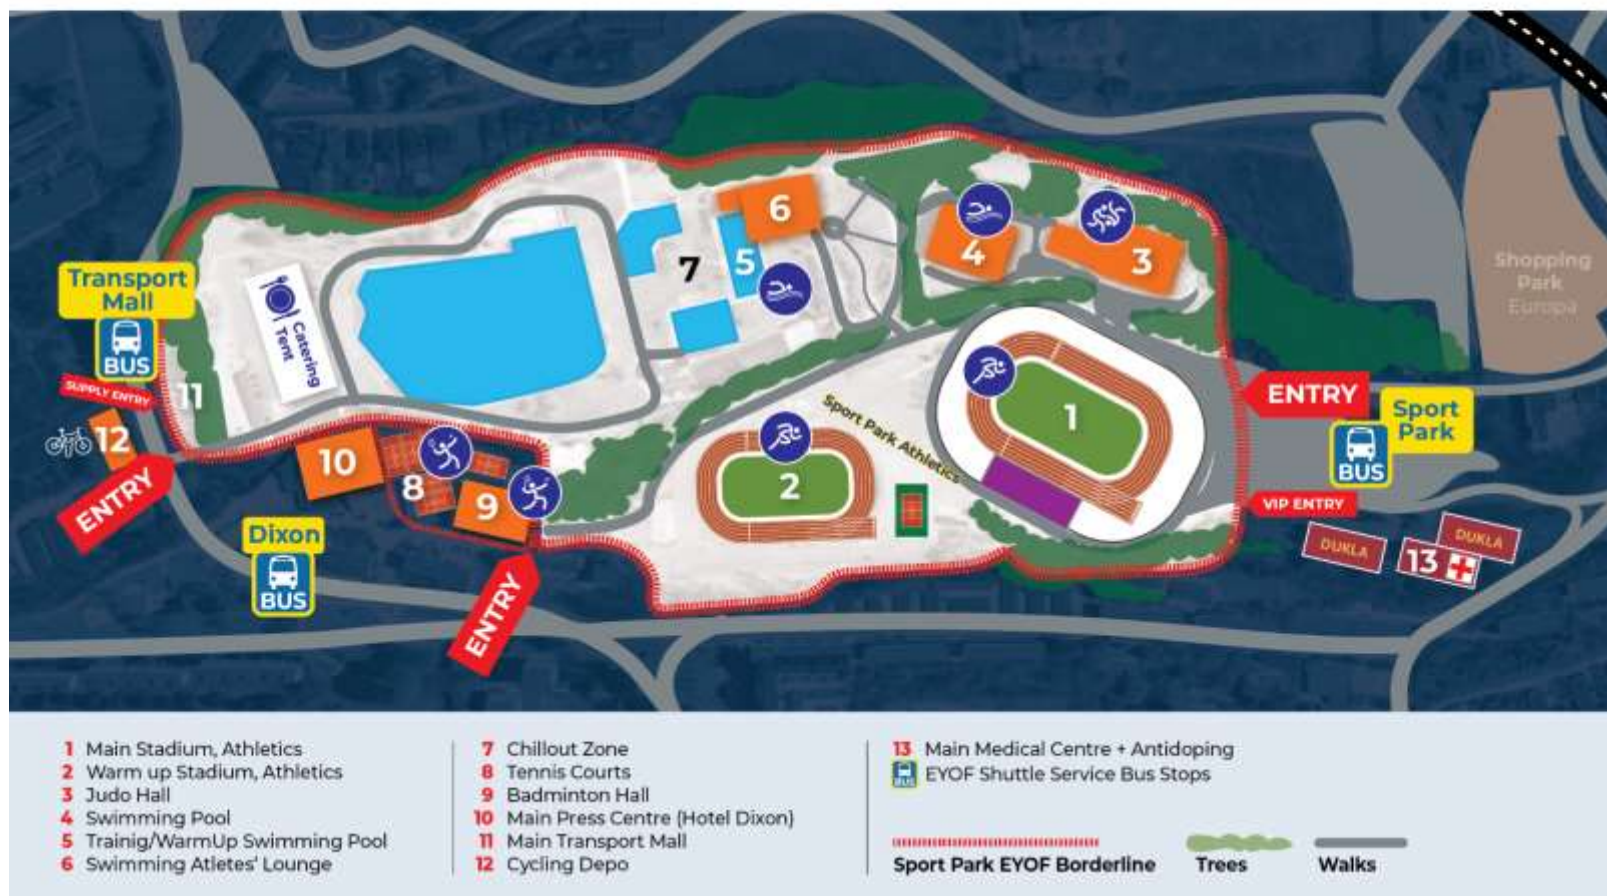 Transport
Mall
BUS
SUPPLY ENTRY
11
12
ENTRY
Catering
Tent
10
8
9
Dixon
BUS
ENTRY
7
5
6
4
3
Sport Park Athletics
2
1
ENTRY
Sport
Park
BUS
VIP ENTRY
DUKLA
DUKLA
13
Shopping
Park
Europa
1 Main Stadium, Athletics
2 Warm up Stadium, Athletics
3 Judo Hall
4 Swimming Pool
5 Trainig/WarmUp Swimming Pool
6 Swimming Atletes' Lounge
7 Chillout Zone
8 Tennis Courts
9 Badminton Hall
10 Main Press Centre (Hotel Dixon)
11 Main Transport Mall
12 Cycling Depo
13 Main Medical Centre + Antidoping
BUS EYOF Shuttle Service Bus Stops
Sport Park EYOF Borderline
Trees
Walks